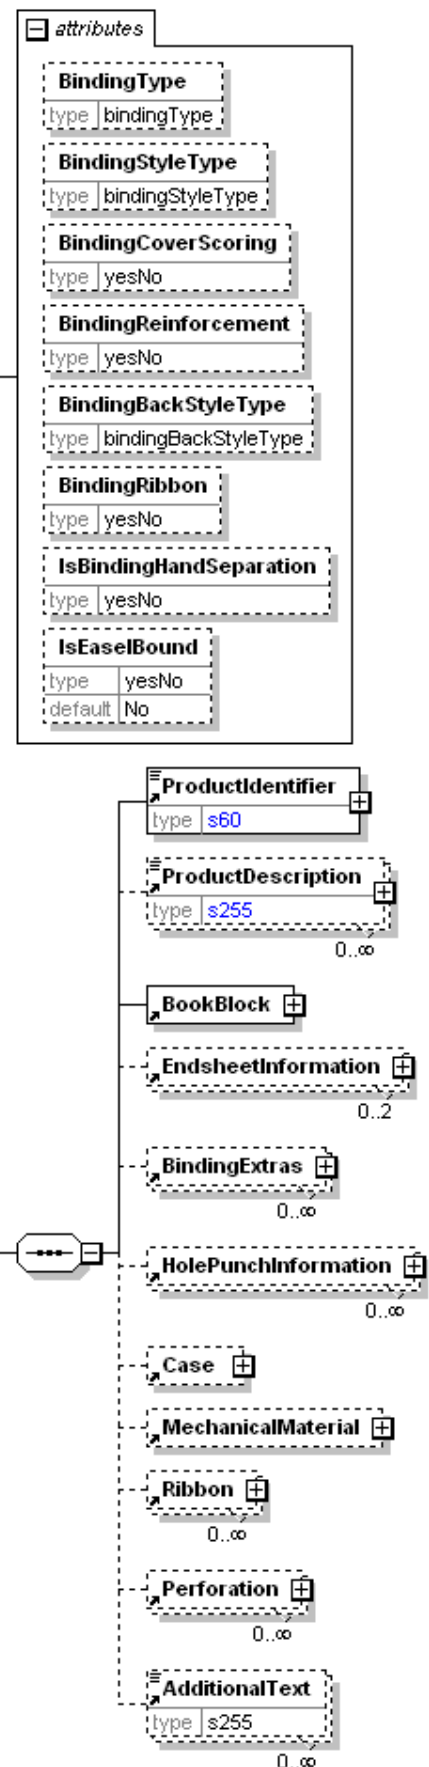 attributes
BindingType
type bindingType
BindingStyleType
type bindingStyleType
BindingCoverScoring
type yesNo
BindingReinforcement
type yesNo
BindingBackStyleType
type bindingBackStyleType
BindingRibbon
type yesNo
IsBindingHandSeparation
type yesNo
IsEaselBound
type yesNo
default No
ProductIdentifier
type s60
ProductDescription
type s255
0..∞
BookBlock
EndsheetInformation
0..2
BindingExtras
0..∞
HolePunchInformation
0..∞
Case
MechanicalMaterial
Ribbon
0..∞
Perforation
0..∞
AdditionalText
type s255
0..∞